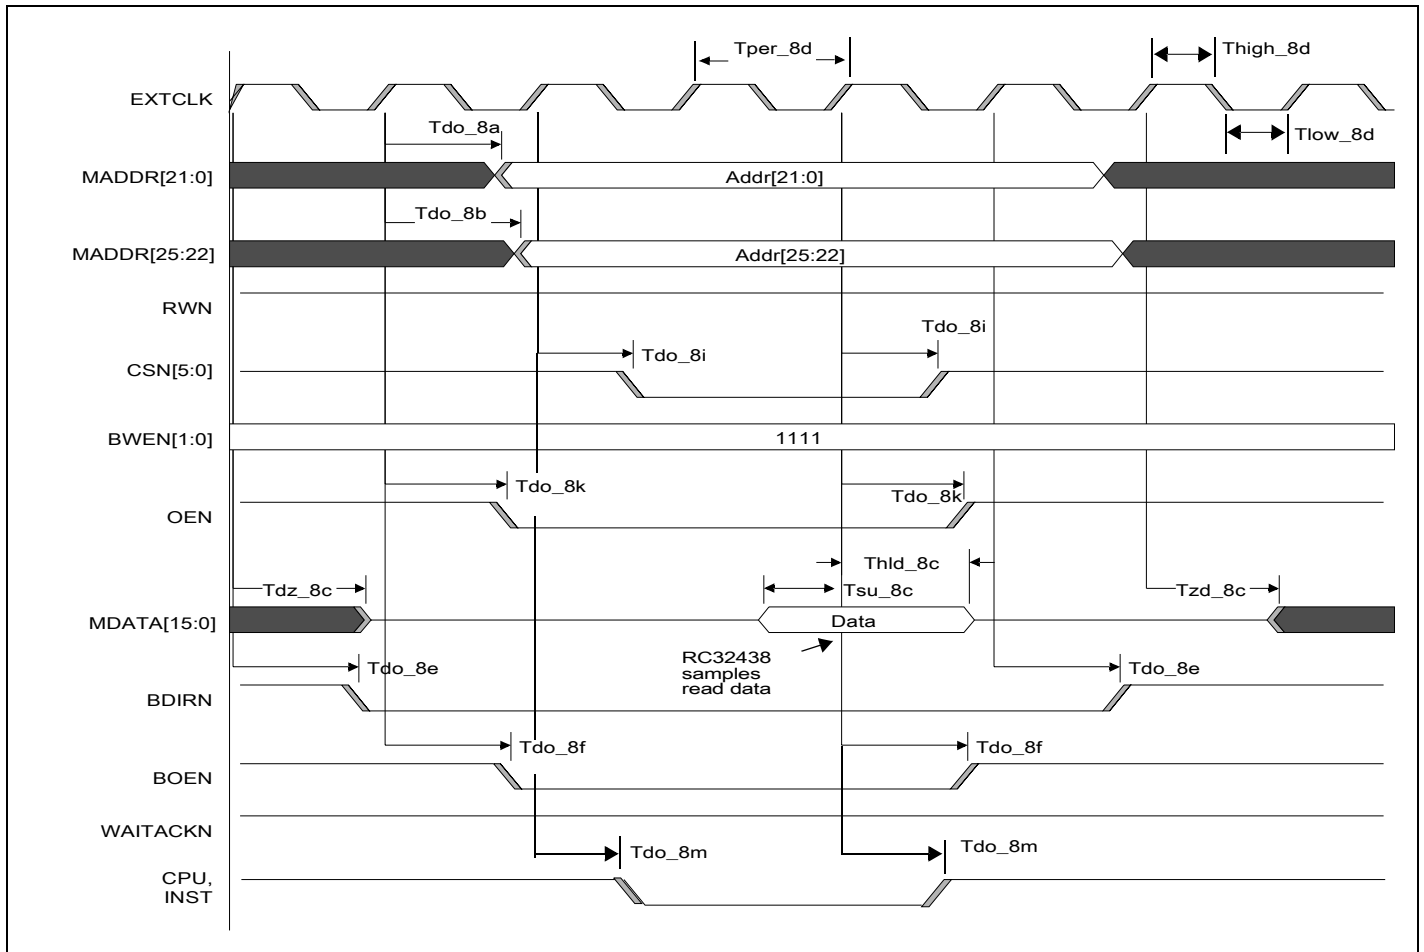 Tper_8d
Thigh_8d
EXTCLK
Tdo_8a
Tlow_8d
MADDR[21:0]
Addr[21:0]
Tdo_8b
MADDR[25:22]
Addr[25:22]
RWN
Tdo_8i
Tdo_8i
CSN[5:0]
BWEN[1:0]
1111
Tdo_8k
Tdo_8k
OEN
Thld_8c
Tdz_8c
Tsu_8c
Tzd_8c
MDATA[15:0]
Data
RC32438
samples
read data
Tdo_8e
Tdo_8e
BDIRN
Tdo_8f
Tdo_8f
BOEN
WAITACKN
Tdo_8m
Tdo_8m
CPU,
INST